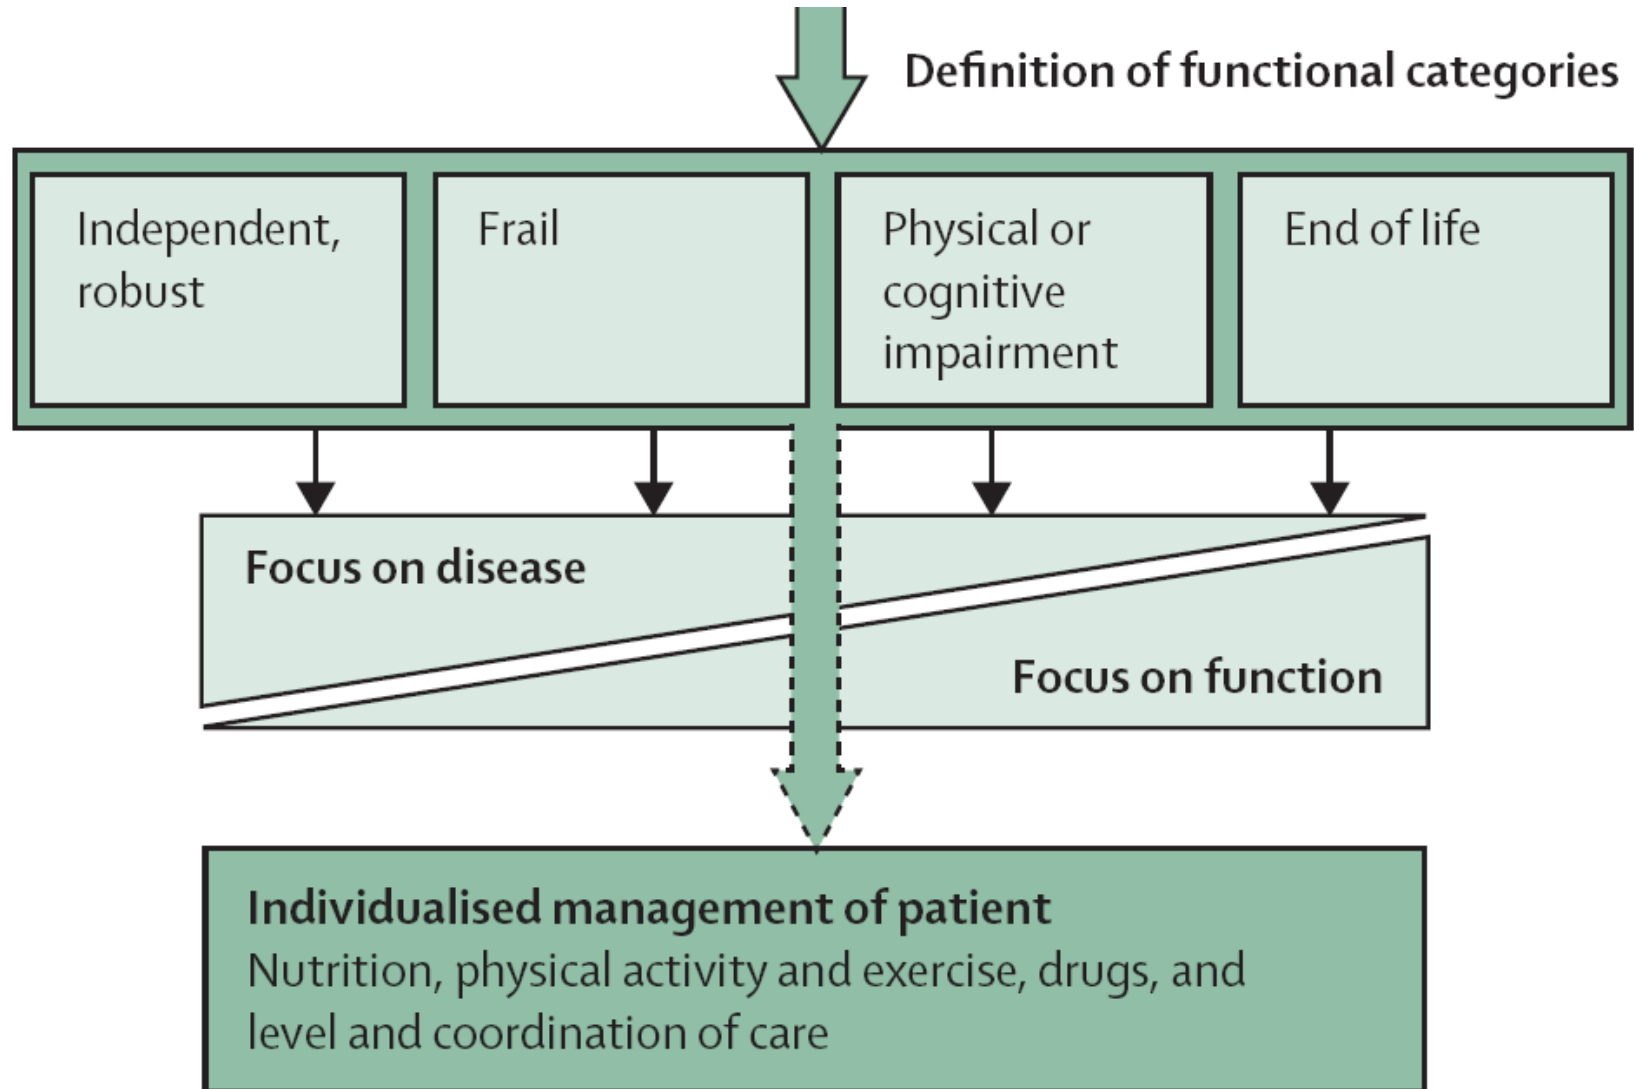 Definition of functional categories
Independent,
robust
Frail
Physical or
cognitive
impairment
End of life
Focus on disease
Focus on function
Individualised management of patient
Nutrition, physical activity and exercise, drugs, and
level and coordination of care